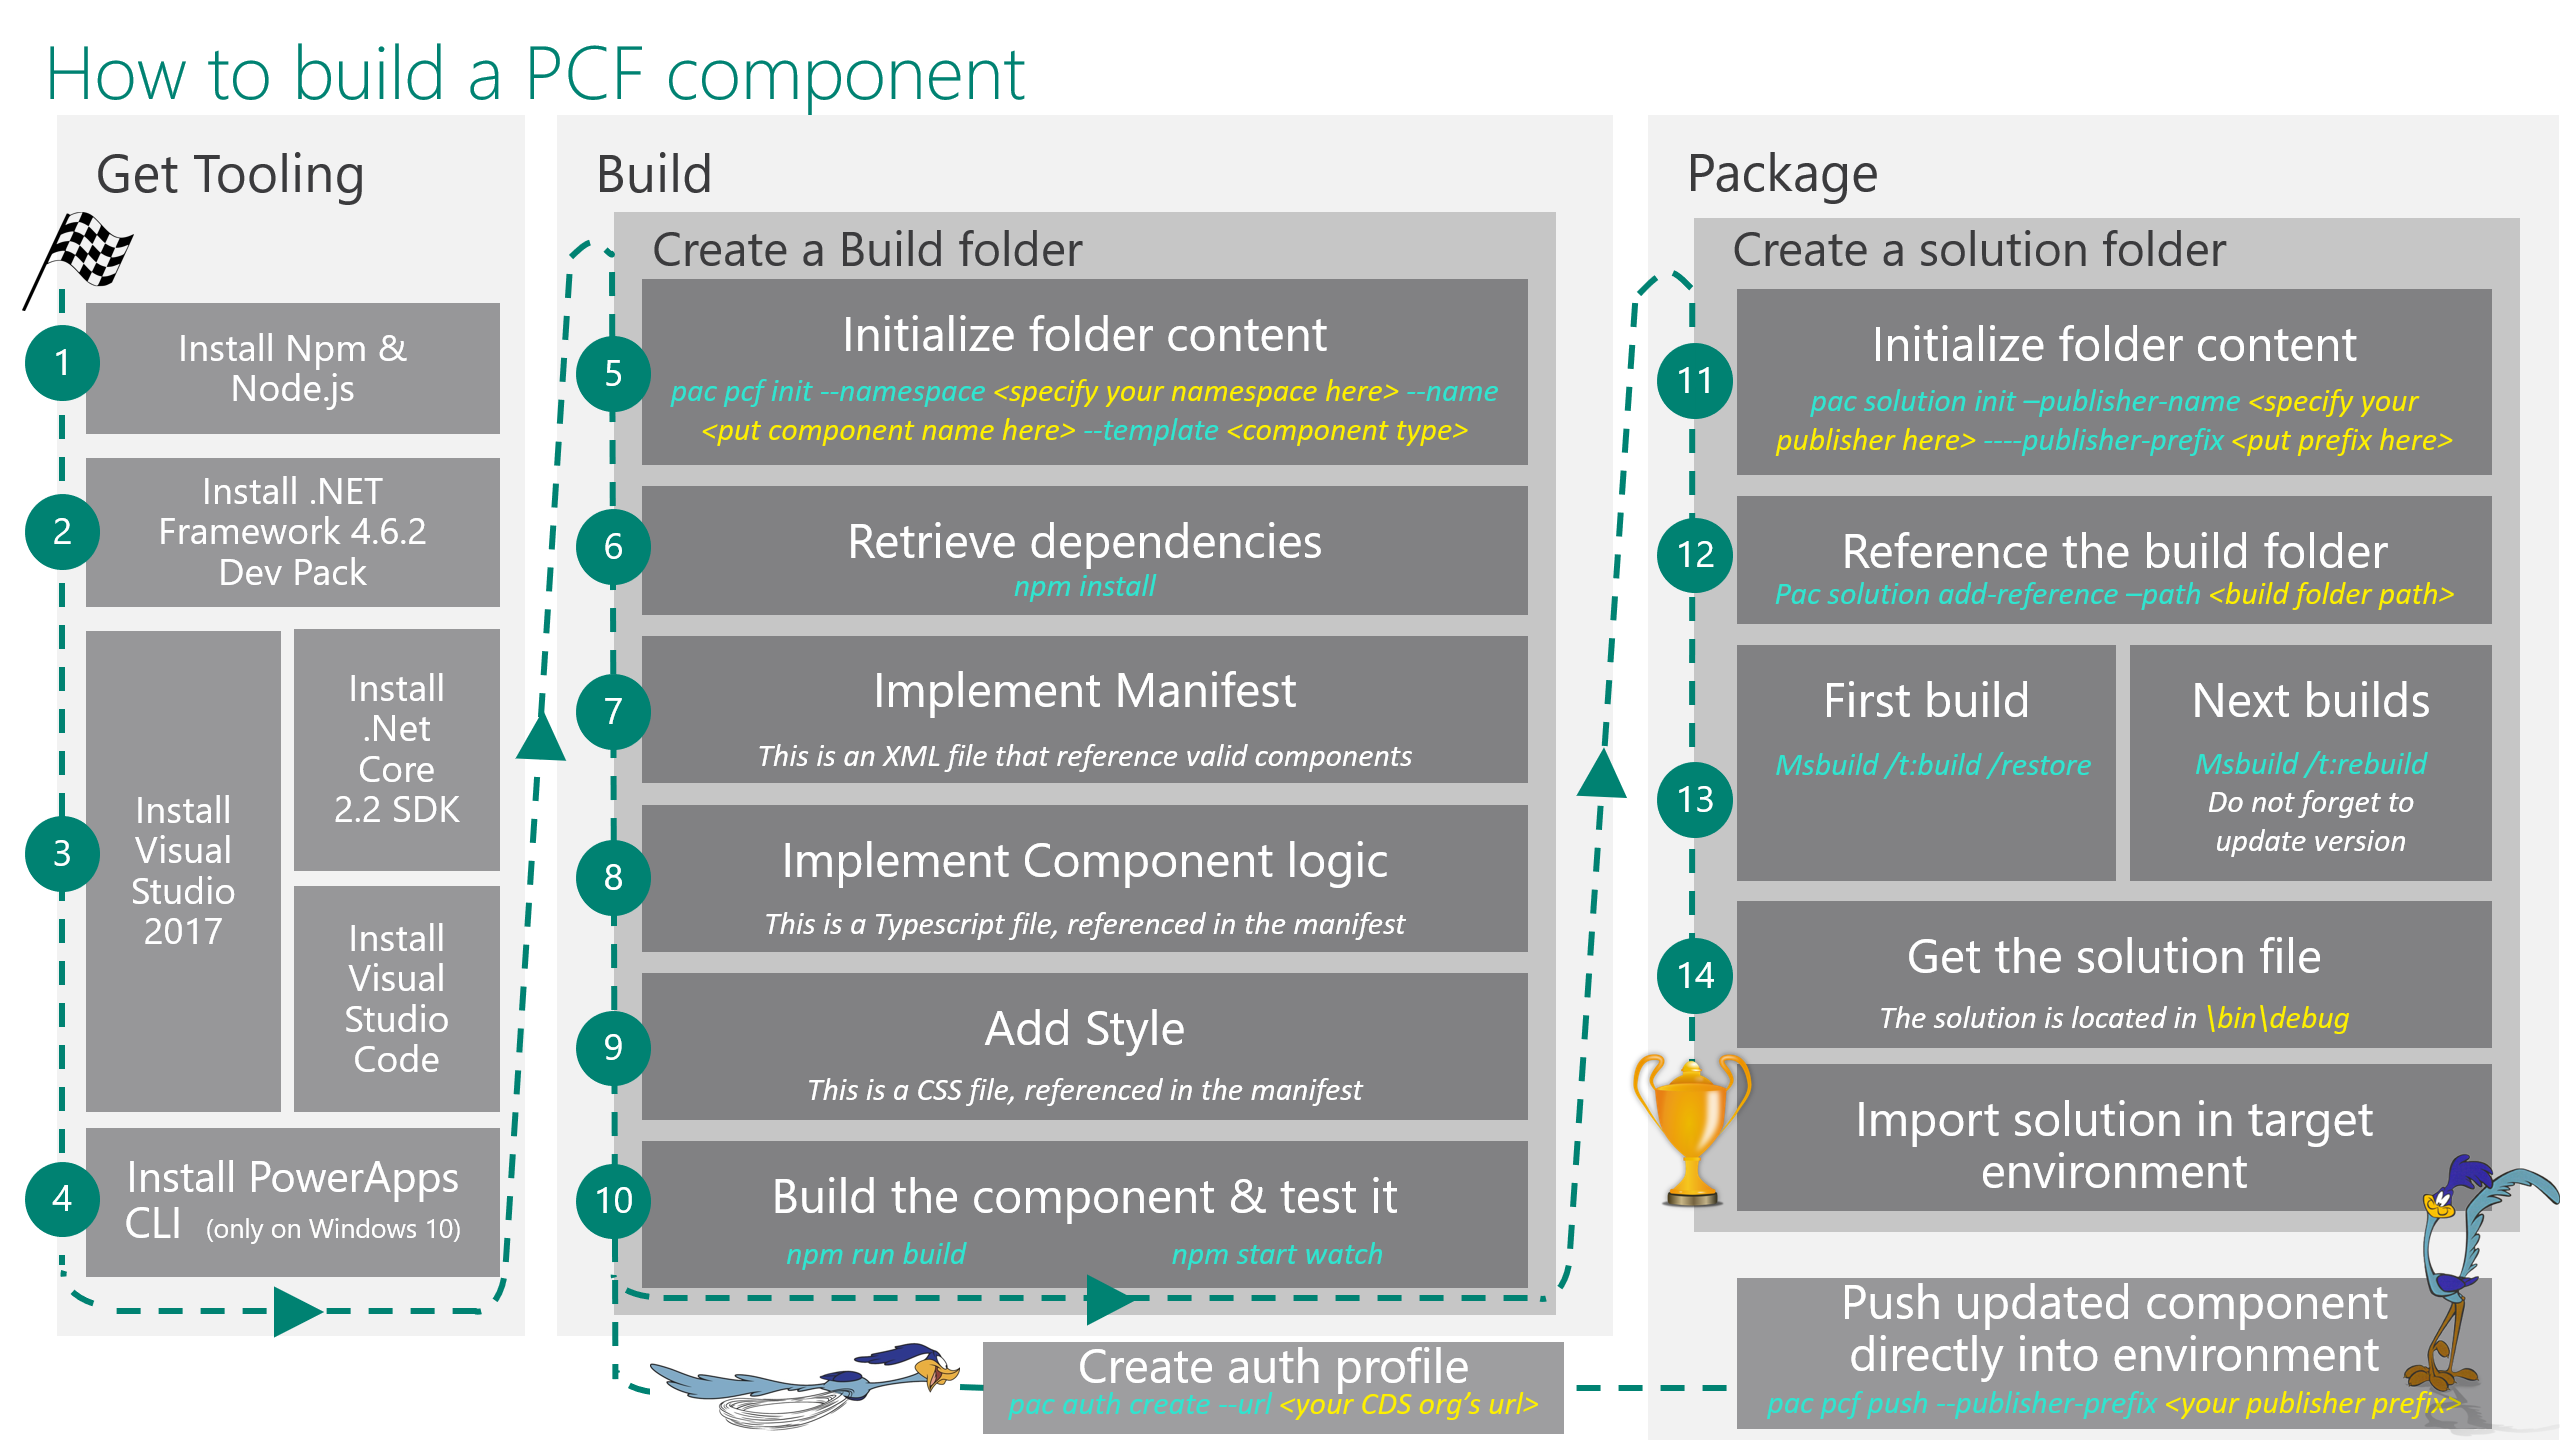 How to build a PCF component
Get Tooling
1
Install Npm &
Node.js
2
Install .NET
Framework 4.6.2
Dev Pack
3
Install
Visual
Studio
2017
Install
.Net
Core
2.2 SDK
Install
Visual
Studio
Code
4
Install PowerApps
CLI (only on Windows 10)
Build
Create a Build folder
5
Initialize folder content
pac pcf init --namespace <specify your namespace here> --name
<put component name here> --template <component type>
6
Retrieve dependencies
npm install
7
Implement Manifest
This is an XML file that reference valid components
8
Implement Component logic
This is a Typescript file, referenced in the manifest
9
Add Style
This is a CSS file, referenced in the manifest
10
Build the component & test it
npm run build
npm start watch
Create auth profile
pac auth create --url <your CDS org’s url>
Package
Create a solution folder
11
Initialize folder content
pac solution init –publisher-name <specify your
publisher here> ----publisher-prefix <put prefix here>
12
Reference the build folder
Pac solution add-reference –path <build folder path>
13
First build
Msbuild /t:build /restore
Next builds
Msbuild /t:rebuild
Do not forget to
update version
14
Get the solution file
The solution is located in \bin\debug
Import solution in target
environment
Push updated component
directly into environment
pac pcf push --publisher-prefix <your publisher prefix>